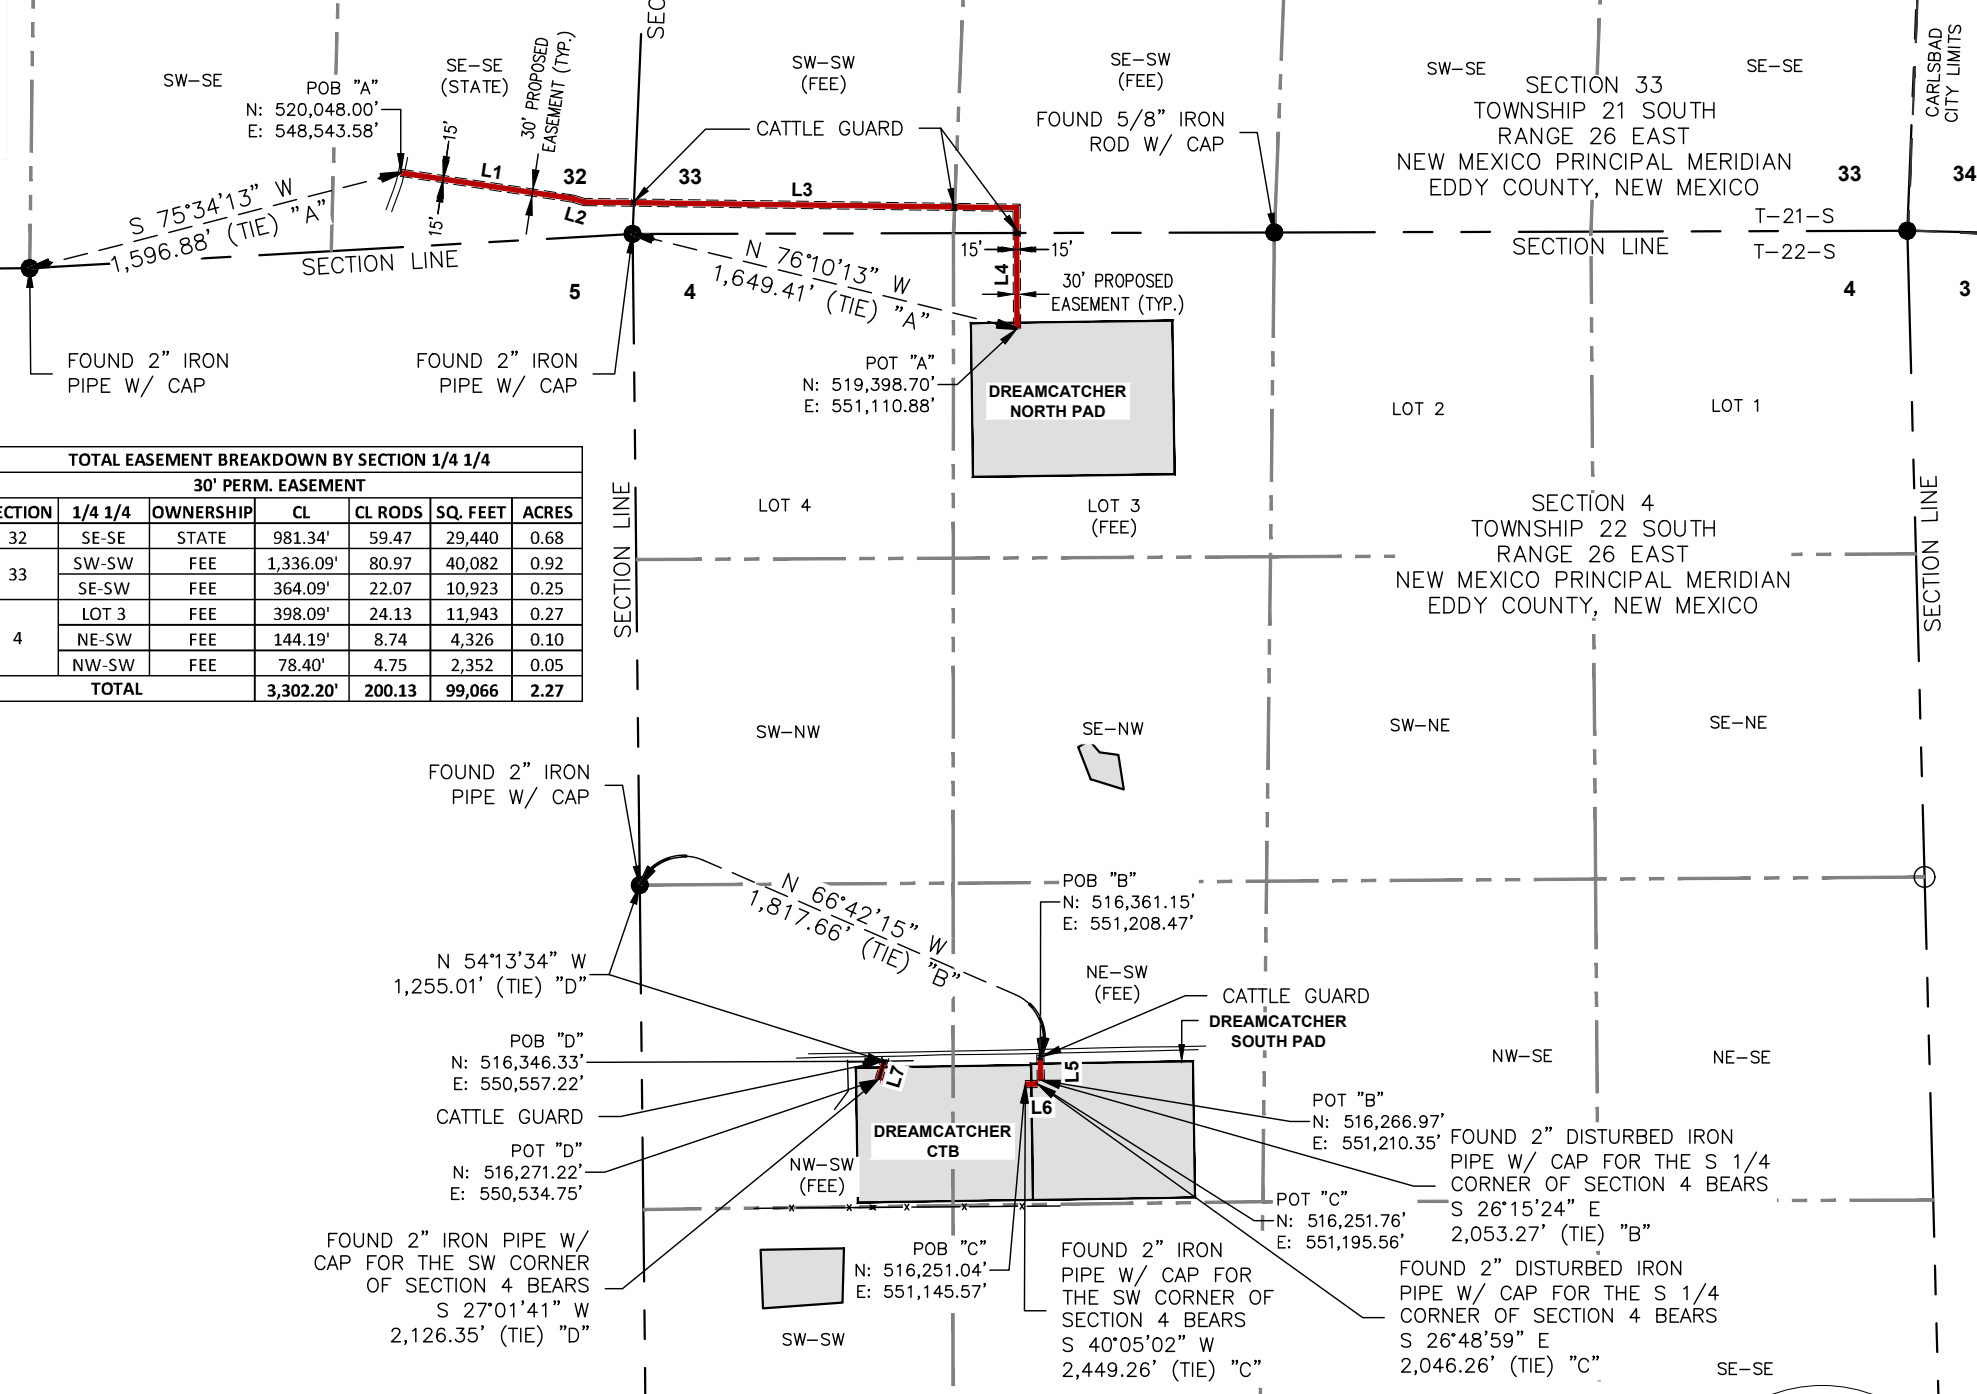 SEC
SW-SE
SE-SE
(STATE)
30' PROPOSED
EASEMENT (TYP.)
SW-SW
(FEE)
SE-SW
(FEE)
SW-SE
SE-SE
CARLSBAD
CITY LIMITS
POB "A"
N: 520,048.00'
E: 548,543.58'
15'
15'
L1
L2
32
33
L3
CATTLE GUARD
FOUND 5/8" IRON
ROD W/ CAP
SECTION 33
TOWNSHIP 21 SOUTH
RANGE 26 EAST
NEW MEXICO PRINCIPAL MERIDIAN
EDDY COUNTY, NEW MEXICO
33
34
T-21-S
T-22-S
S 75°34'13" W
1,596.88' (TIE) "A"
SECTION LINE
SECTION LINE
5
4
4
3
N 76°10'13" W
1,649.41' (TIE) "A"
15'
15'
L4
30' PROPOSED
EASEMENT (TYP.)
FOUND 2" IRON
PIPE W/ CAP
FOUND 2" IRON
PIPE W/ CAP
POT "A"
N: 519,398.70'
E: 551,110.88'
DREAMCATCHER
NORTH PAD
LOT 2
LOT 1
TOTAL EASEMENT BREAKDOWN BY SECTION 1/4 1/4
30' PERM. EASEMENT
ECTION 1/4 1/4 OWNERSHIP CL CL RODS SQ. FEET ACRES
32 SE-SE STATE 981.34' 59.47 29,440 0.68
33 SW-SW FEE 1,336.09' 80.97 40,082 0.92
SE-SW FEE 364.09' 22.07 10,923 0.25
4 LOT 3 FEE 398.09' 24.13 11,943 0.27
NE-SW FEE 144.19' 8.74 4,326 0.10
NW-SW FEE 78.40' 4.75 2,352 0.05
TOTAL 3,302.20' 200.13 99,066 2.27
SECTION LINE
LOT 4
LOT 3
(FEE)
SECTION 4
TOWNSHIP 22 SOUTH
RANGE 26 EAST
NEW MEXICO PRINCIPAL MERIDIAN
EDDY COUNTY, NEW MEXICO
SECTION LINE
SW-NW
SE-NW
SW-NE
SE-NE
FOUND 2" IRON
PIPE W/ CAP
N 66°42'15" W
1,817.66' (TIE) "B"
POB "B"
N: 516,361.15'
E: 551,208.47'
N 54°13'34" W
1,255.01' (TIE) "D"
NE-SW
(FEE)
CATTLE GUARD
DREAMCATCHER
SOUTH PAD
POB "D"
N: 516,346.33'
E: 550,557.22'
CATTLE GUARD
L7
L5
L6
NW-SE
NE-SE
DREAMCATCHER
CTB
POT "D"
N: 516,271.22'
E: 550,534.75'
NW-SW
(FEE)
POT "B"
N: 516,266.97'
E: 551,210.35'
FOUND 2" DISTURBED IRON
PIPE W/ CAP FOR THE S 1/4
CORNER OF SECTION 4 BEARS
S 26°15'24" E
2,053.27' (TIE) "B"
POT "C"
N: 516,251.76'
E: 551,195.56'
FOUND 2" IRON PIPE W/
CAP FOR THE SW CORNER
OF SECTION 4 BEARS
S 27°01'41" W
2,126.35' (TIE) "D"
POB "C"
N: 516,251.04'
E: 551,145.57'
FOUND 2" IRON
PIPE W/ CAP FOR
THE SW CORNER OF
SECTION 4 BEARS
S 40°05'02" W
2,449.26' (TIE) "C"
FOUND 2" DISTURBED IRON
PIPE W/ CAP FOR THE S 1/4
CORNER OF SECTION 4 BEARS
S 26°48'59" E
2,046.26' (TIE) "C"
SW-SW
SE-SE